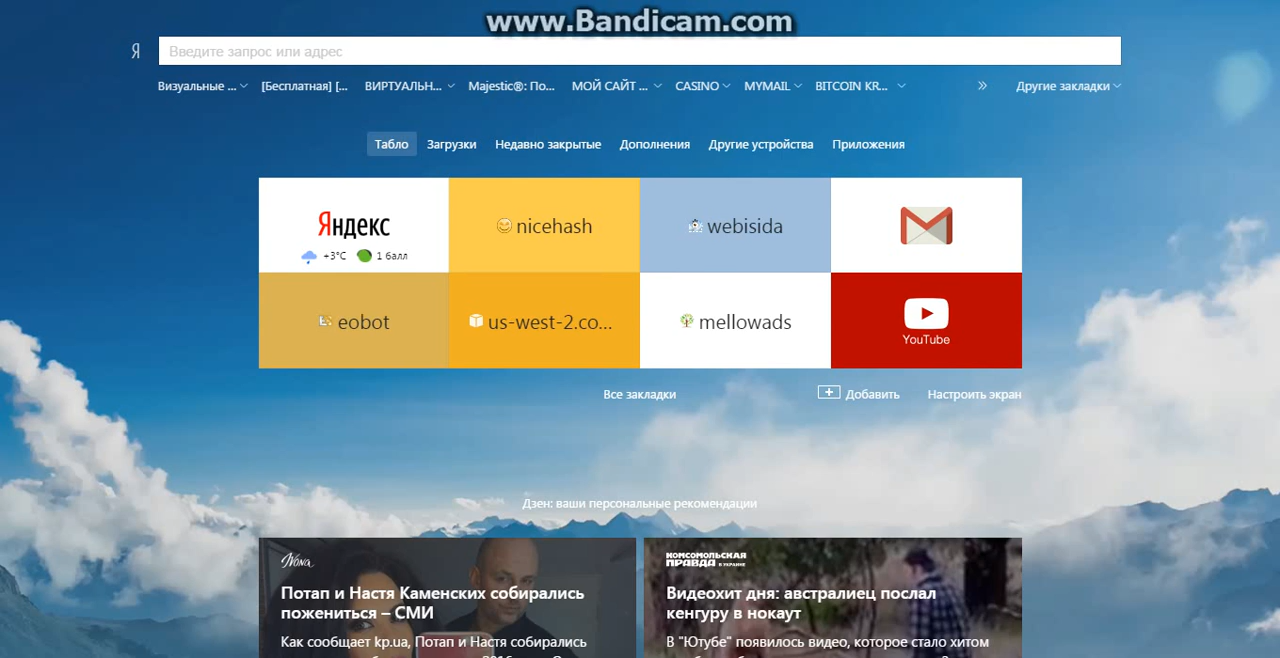 www.Bandicam.com
Я Введите запрос или адрес
Визуальные ... [Бесплатная] [... ВИРТУАЛЬН... Majestic®: По... МОЙ САЙТ ... CASINO MYMAIL BITCOIN KR... » Другие закладки
Табло Загрузки Недавно закрытые Дополнения Другие устройства Приложения
Яндекс nicehash webisida
+3°C 1 балл
eobot us-west-2.co... mellowads YouTube
Все закладки Добавить Настроить экран
Дзен: ваши персональные рекомендации
Nona
Потап и Настя Каменских собирались
пожениться – СМИ
Как сообщает kp.ua, Потап и Настя собирались
КОМСОМОЛЬСКАЯ
ПРАВДА В УКРАИНЕ
Видеохит дня: австралиец послал
кенгуру в нокаут
В "Ютубе" появилось видео, которое стало хитом